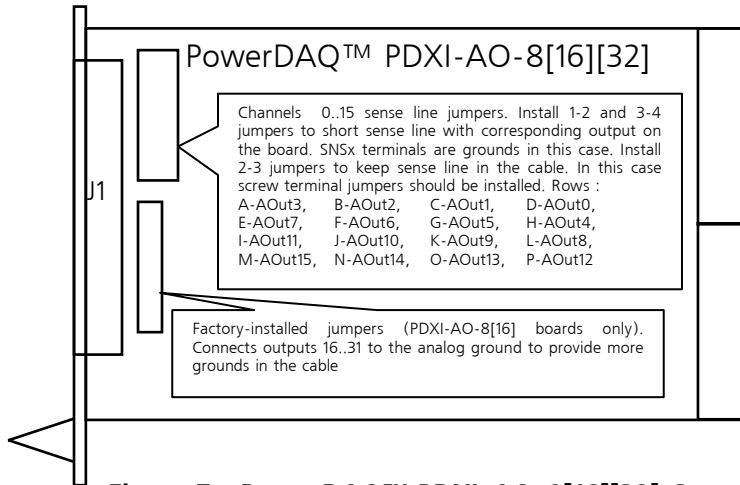 PowerDAQ™ PDXI-AO-8[16][32]
Channels 0..15 sense line jumpers. Install 1-2 and 3-4
jumpers to short sense line with corresponding output on
the board. SNSx terminals are grounds in this case. Install
2-3 jumpers to keep sense line in the cable. In this case
screw terminal jumpers should be installed. Rows :
A-AOut3, B-AOut2, C-AOut1, D-AOut0,
E-AOut7, F-AOut6, G-AOut5, H-AOut4,
I-AOut11, J-AOut10, K-AOut9, L-AOut8,
M-AOut15, N-AOut14, O-AOut13, P-AOut12
J1
Factory-installed jumpers (PDXI-AO-8[16] boards only).
Connects outputs 16..31 to the analog ground to provide more
grounds in the cable